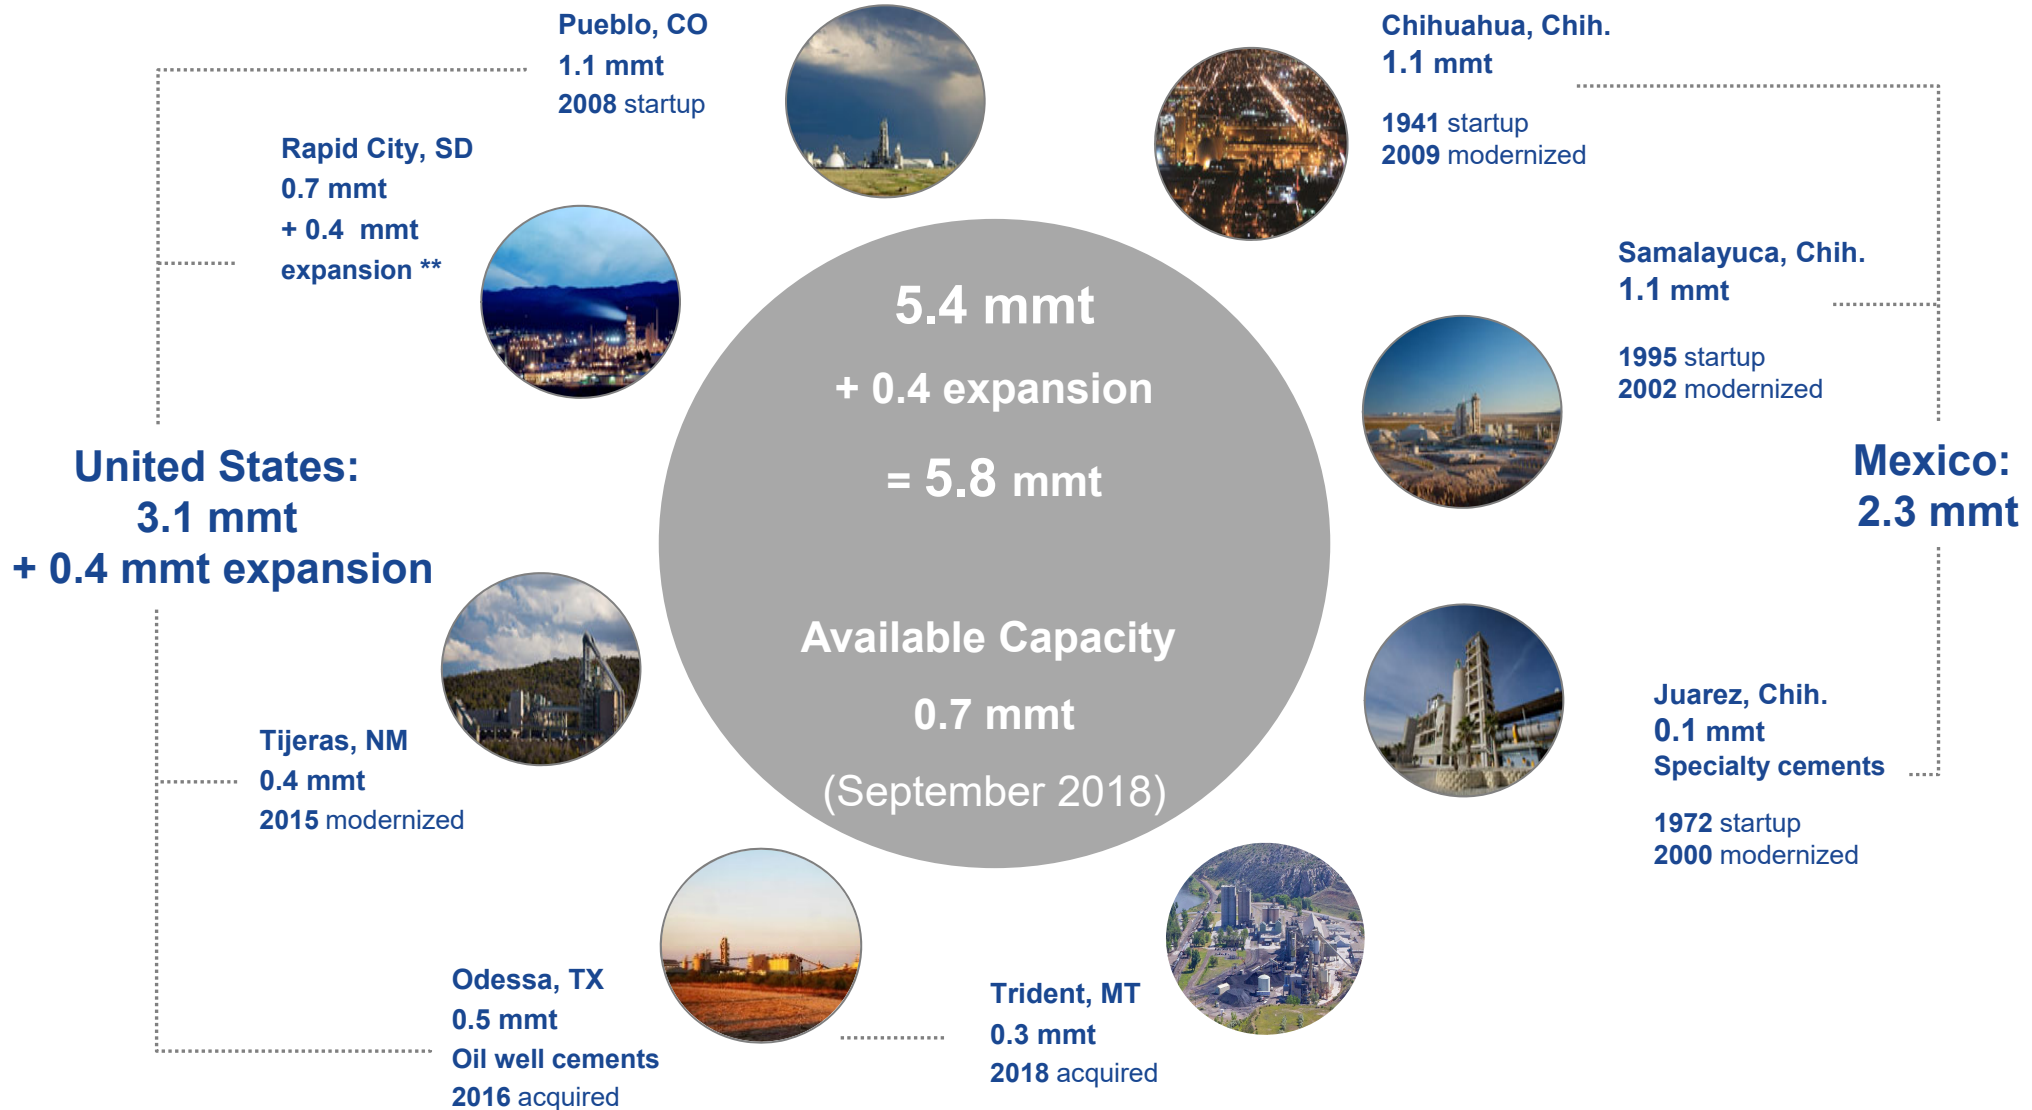 Pueblo, CO
1.1 mmt
2008 startup
Rapid City, SD
0.7 mmt
+ 0.4 mmt
expansion **
United States:
3.1 mmt
+ 0.4 mmt expansion
Tijeras, NM
0.4 mmt
2015 modernized
Odessa, TX
0.5 mmt
Oil well cements
2016 acquired
Trident, MT
0.3 mmt
2018 acquired
5.4 mmt
+ 0.4 expansion
= 5.8 mmt
Available Capacity
0.7 mmt
(September 2018)
Chihuahua, Chih.
1.1 mmt
1941 startup
2009 modernized
Samalayuca, Chih.
1.1 mmt
1995 startup
2002 modernized
Mexico:
2.3 mmt
Juarez, Chih.
0.1 mmt
Specialty cements
1972 startup
2000 modernized